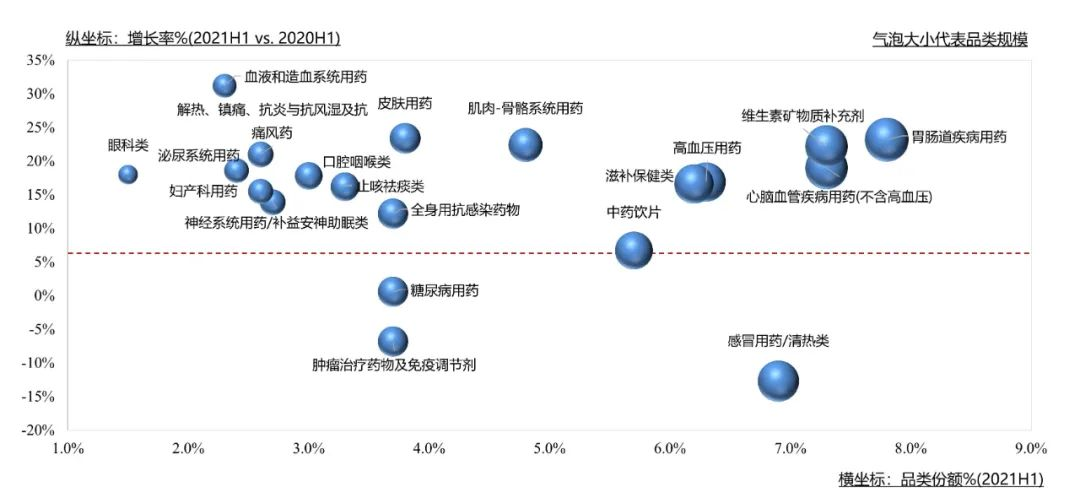 纵坐标：增长率%(2021H1 vs. 2020H1)
气泡大小代表品类规模
35%
30%
25%
20%
15%
10%
5%
0%
-5%
-10%
-15%
-20%
血液和造血系统用药
解热、镇痛、抗炎与抗风湿及抗
痛风药
皮肤用药
肌肉-骨骼系统用药
维生素矿物质补充剂
胃肠道疾病用药
眼科类
泌尿系统用药
口腔咽喉类
高血压用药
妇产科用药
止咳祛痰类
滋补保健类
心脑血管疾病用药(不含高血压)
神经系统用药/补益安神助眠类
全身用抗感染药物
中药饮片
糖尿病用药
肿瘤治疗药物及免疫调节剂
感冒用药/清热类
1.0%
2.0%
3.0%
4.0%
5.0%
6.0%
7.0%
8.0%
9.0%
横坐标：品类份额%(2021H1)